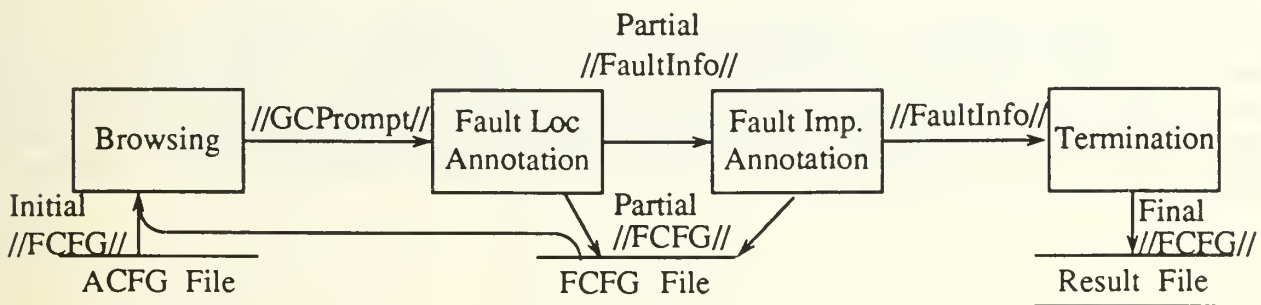 Partial
//FaultInfo//
Browsing
//GCPrompt//
Fault Loc
Annotation
Fault Imp.
Annotation
//FaultInfo//
Termination
Initial
//FCFG//
Partial
//FCFG//
Final
//FCFG//
ACFG File
FCFG File
Result File